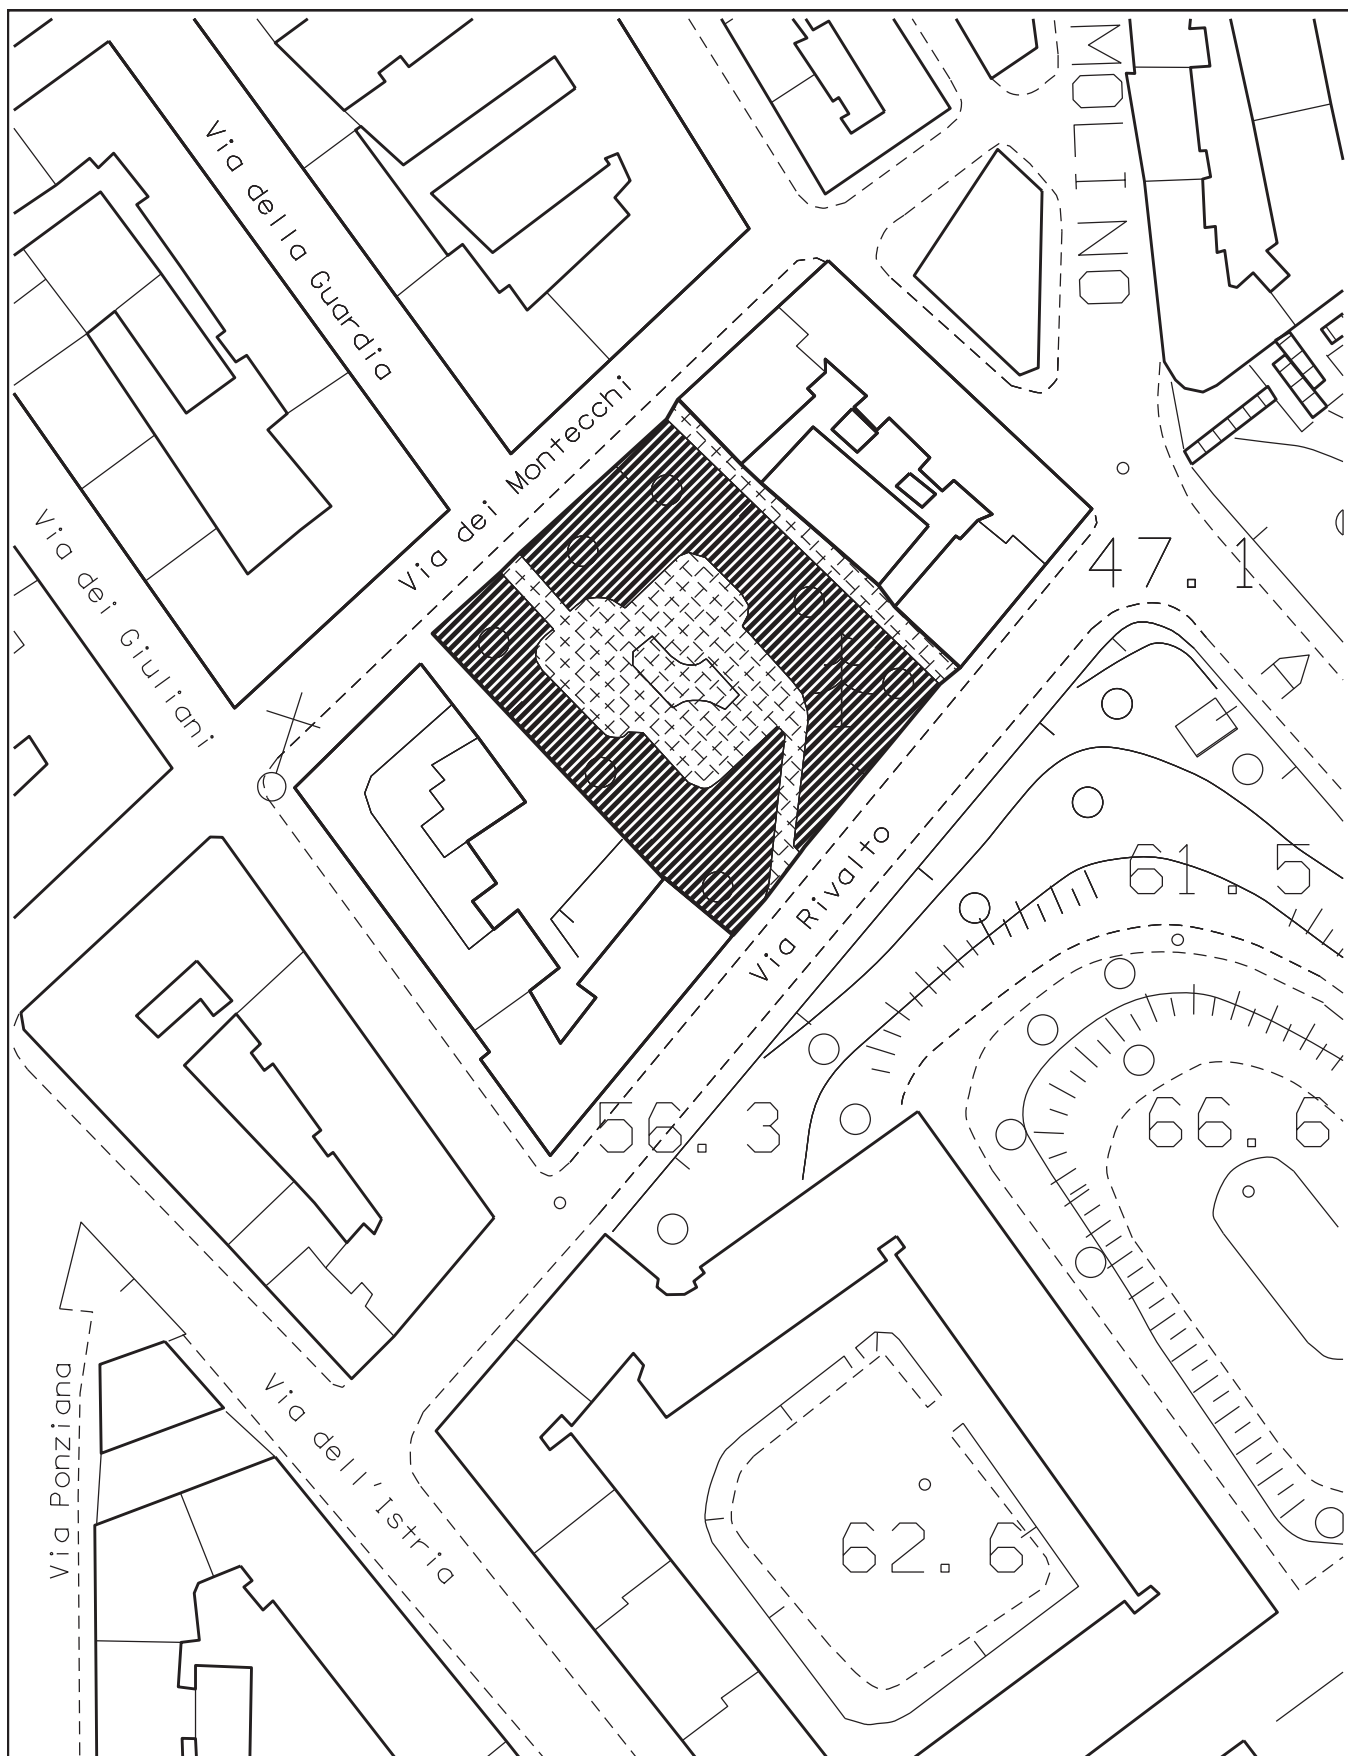 MOLINO
Via della Guardia
Via dei Montecchi
Via dei Giuliani
47.1
A
61.5
Via Rivalto
56.3
66.6
Via Ponziana
Via dell'Istria
62.6